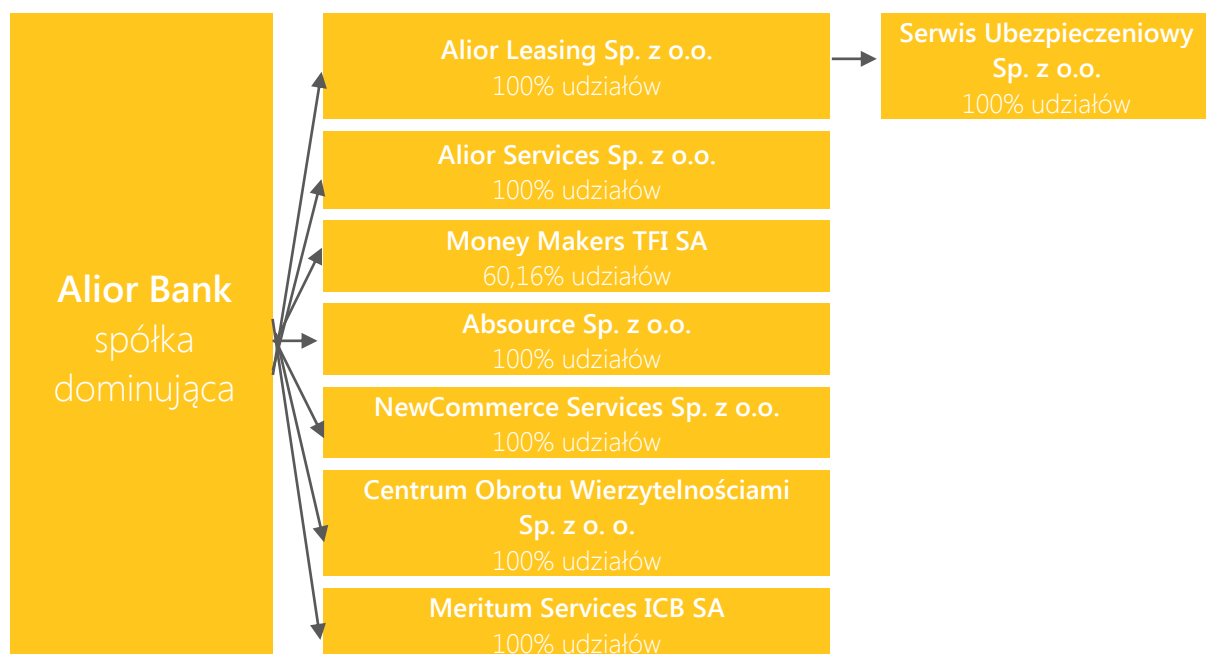 Alior Bank
spółka
dominująca
Alior Leasing Sp. z o.o.
100% udziałów
Serwis Ubezpieczeniowy
Sp. z o.o.
100% udziałów
Alior Services Sp. z o.o.
100% udziałów
Money Makers TFI SA
60,16% udziałów
Absource Sp. z o.o.
100% udziałów
NewCommerce Services Sp. z o.o.
100% udziałów
Centrum Obrotu Wierzytelnościami
Sp. z o. o.
100% udziałów
Meritum Services ICB SA
100% udziałów